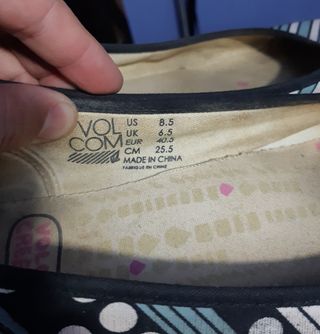 VOL
COM
US 8.5
UK 6.5
EUR 40.5
CM 25.5
MADE IN CHINA
FABRIQUE EN CHINE